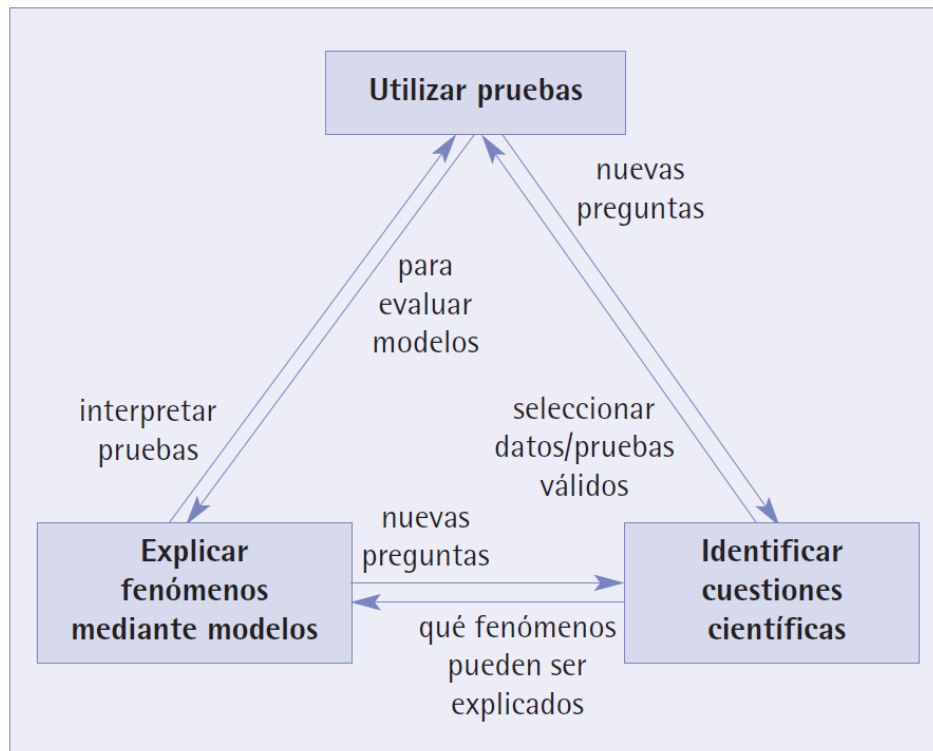 Utilizar pruebas
nuevas
preguntas
para
evaluar
modelos
interpretar
pruebas
seleccionar
datos/pruebas
válidos
nuevas
preguntas
Explicar
fenómenos
mediante modelos
Identificar
cuestiones
científicas
qué fenómenos
pueden ser
explicados